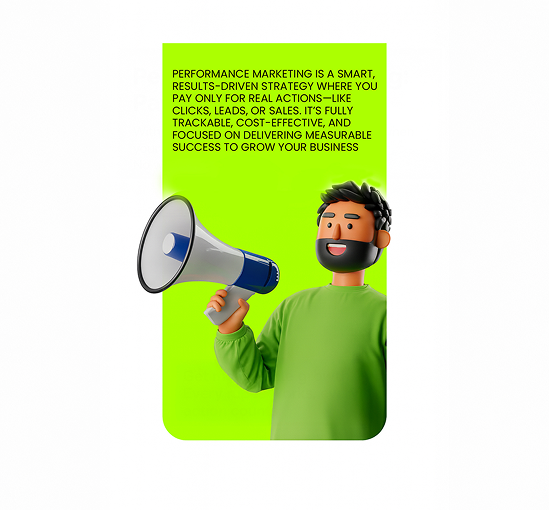 PERFORMANCE MARKETING IS A SMART,
RESULTS-DRIVEN STRATEGY WHERE YOU
PAY ONLY FOR REAL ACTIONS—LIKE
CLICKS, LEADS, OR SALES. IT'S FULLY
TRACKABLE, COST-EFFECTIVE, AND
FOCUSED ON DELIVERING MEASURABLE
SUCCESS TO GROW YOUR BUSINESS